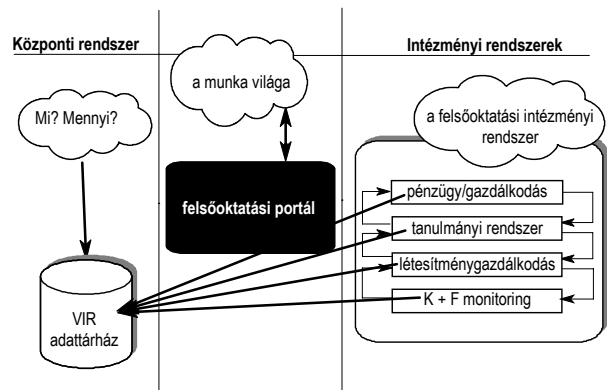 Központi rendszer
Intézményi rendszerek
a munka világa
Mi? Mennyi?
a felsőoktatási intézményi
rendszer
felsőoktatási portál
pénzügy/gazdálkodás
tanulmányi rendszer
létesítménygazdálkodás
K + F monitoring
VIR
adattárház